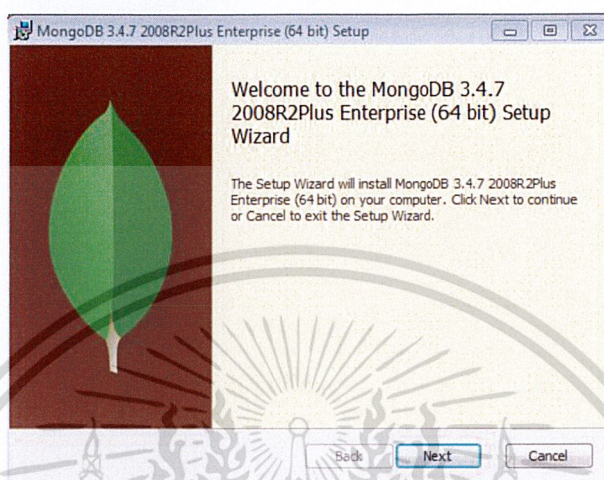 MongoDB 3.4.7 2008R2Plus Enterprise (64 bit) Setup
Welcome to the MongoDB 3.4.7
2008R2Plus Enterprise (64 bit) Setup
Wizard
The Setup Wizard will install MongoDB 3.4.7 2008R2Plus
Enterprise (64 bit) on your computer. Click Next to continue
or Cancel to exit the Setup Wizard.
Back Next Cancel